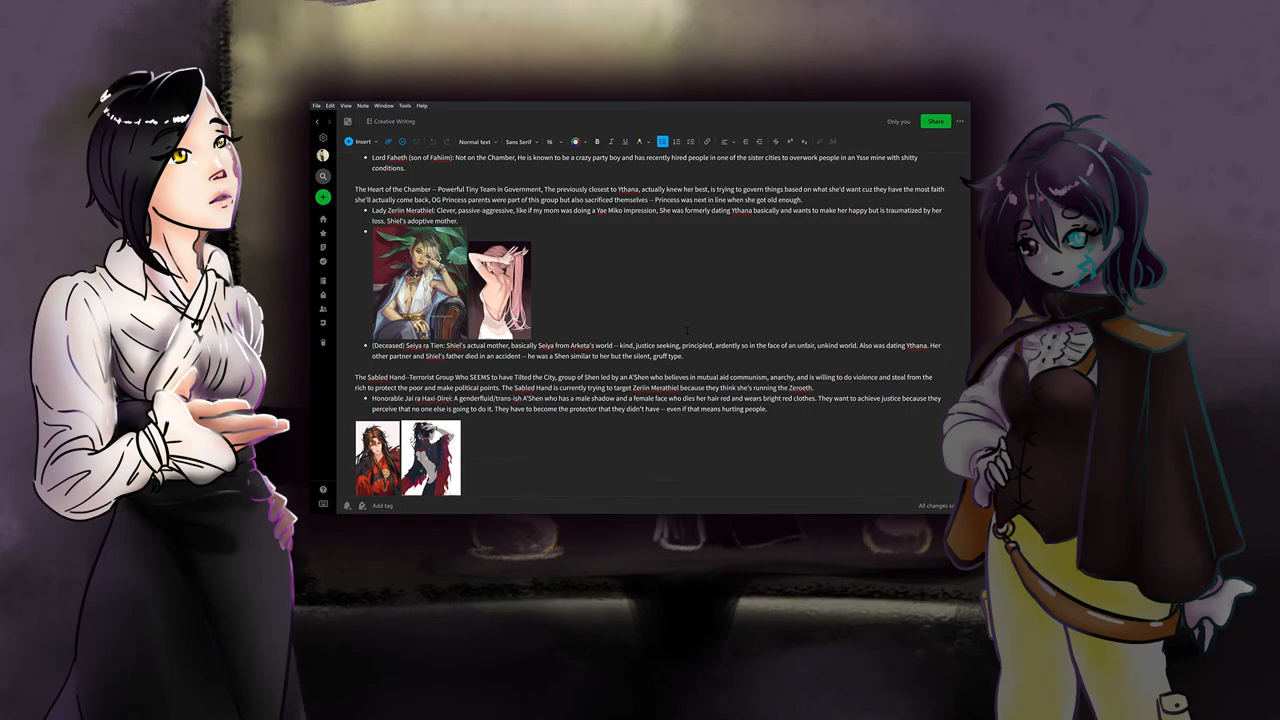 File Edit View Note Window Tools Help
Creative Writing
Only you
Share
Insert
Normal text
Sans Serif
16
B I U
Lord Faheth (son of Fahiim): Not on the Chamber, He is known to be a crazy party boy and has recently hired people in one of the sister cities to overwork people in an Ysse mine with shitty
conditions.
The Heart of the Chamber -- Powerful Tiny Team in Government, The previously closest to Ythana, actually knew her best, is trying to govern things based on what she'd want cuz they have the most faith
she'll actually come back, OG Princess parents were part of this group but also sacrificed themselves -- Princess was next in line when she got old enough.
Lady Zeriin Merathiel: Clever, passive-aggressive, like if my mom was doing a Yae Miko impression, She was formerly dating Ythana basically and wants to make her happy but is traumatized by her
loss. Shiel's adoptive mother.
(Deceased) Seiya ra Tien: Shiel's actual mother, basically Seiya from Arketa's world -- kind, justice seeking, principled, ardently so in the face of an unfair, unkind world. Also was dating Ythana. Her
other partner and Shiel's father died in an accident -- he was a Shen similar to her but the silent, gruff type.
The Sabled Hand--Terrorist Group Who SEEMS to have Tilted the City, group of Shen led by an A'Shen who believes in mutual aid communism, anarchy, and is willing to do violence and steal from the
rich to protect the poor and make political points. The Sabled Hand is currently trying to target Zeriin Merathiel because they think she's running the Zeroeth.
Honorable Jai ra Haxi-Direi: A genderfluid/trans-ish A'Shen who has a male shadow and a female face who dies her hair red and wears bright red clothes. They want to achieve justice because they
perceive that no one else is going to do it. They have to become the protector that they didn't have -- even if that means hurting people.
Add tag
All changes